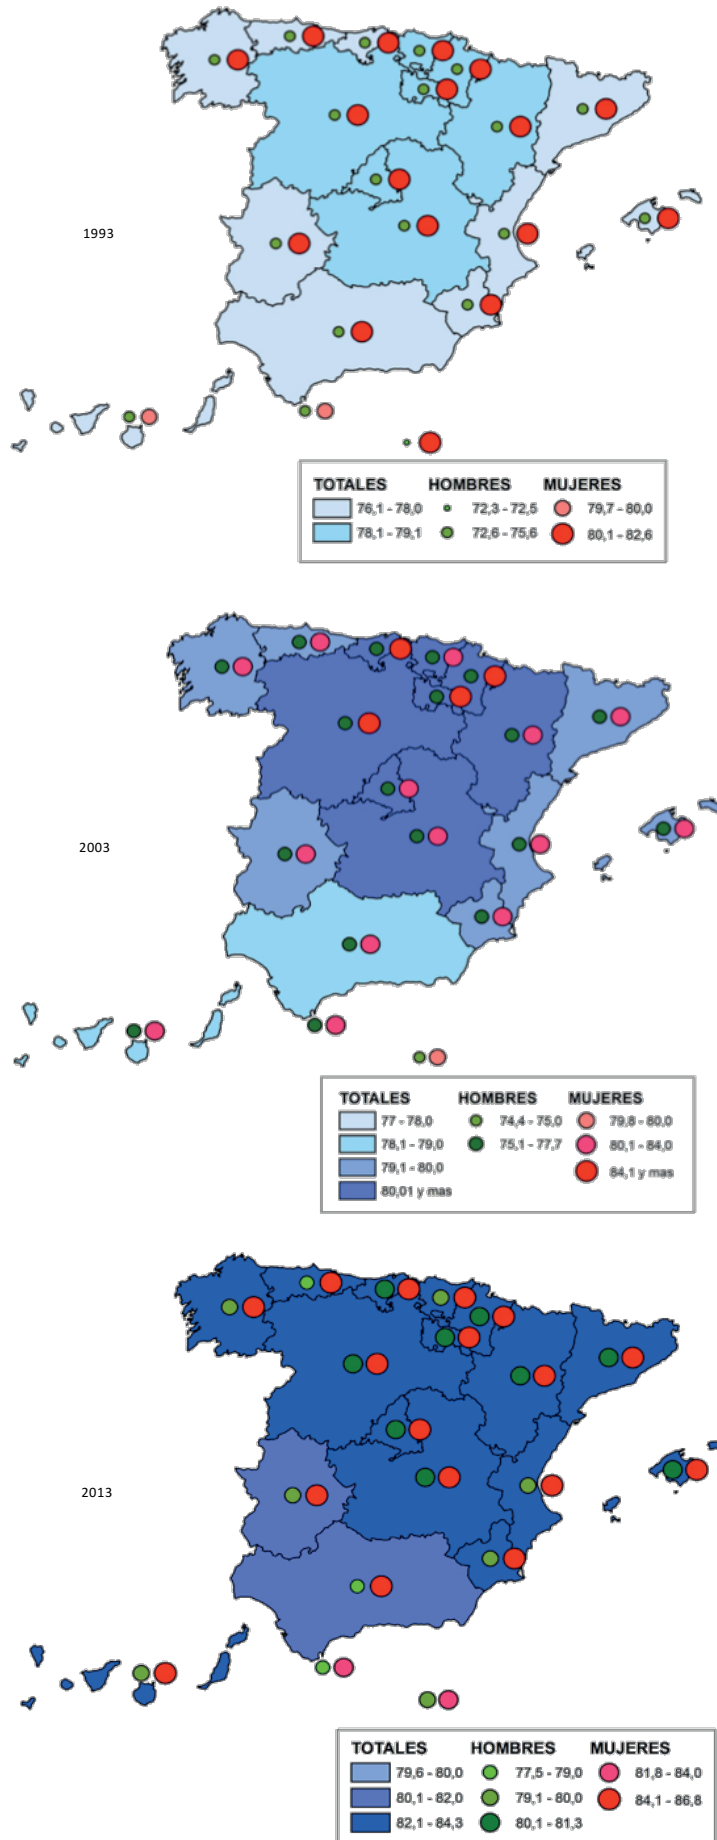 1993
TOTALES HOMBRES MUJERES
76,1 - 78,0 72,3 - 72,5 79,7 - 80,0
78,1 - 79,1 72,6 - 75,6 80,1 - 82,6
2003
TOTALES HOMBRES MUJERES
77 - 78,0 74,4 - 75,0 79,8 - 80,0
78,1 - 79,0 75,1 - 77,7 80,1 - 84,0
79,1 - 80,0 84,1 y mas
80,01 y mas
2013
TOTALES HOMBRES MUJERES
79,6 - 80,0 77,5 - 79,0 81,8 - 84,0
80,1 - 82,0 79,1 - 80,0 84,1 - 86,8
82,1 - 84,3 80,1 - 81,3